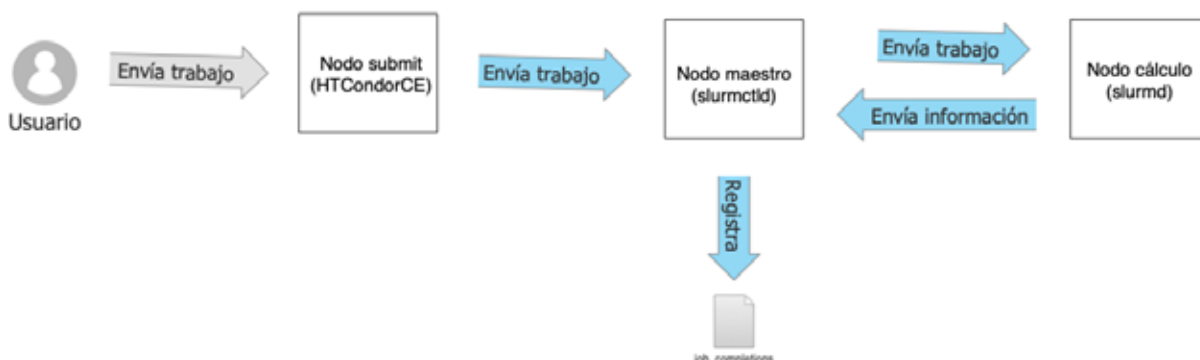 Usuario
Envía trabajo
Nodo submit
(HTCondorCE)
Envía trabajo
Nodo maestro
(slurmctld)
Envía trabajo
Envía información
Nodo cálculo
(slurmd)
Registra
job_completions